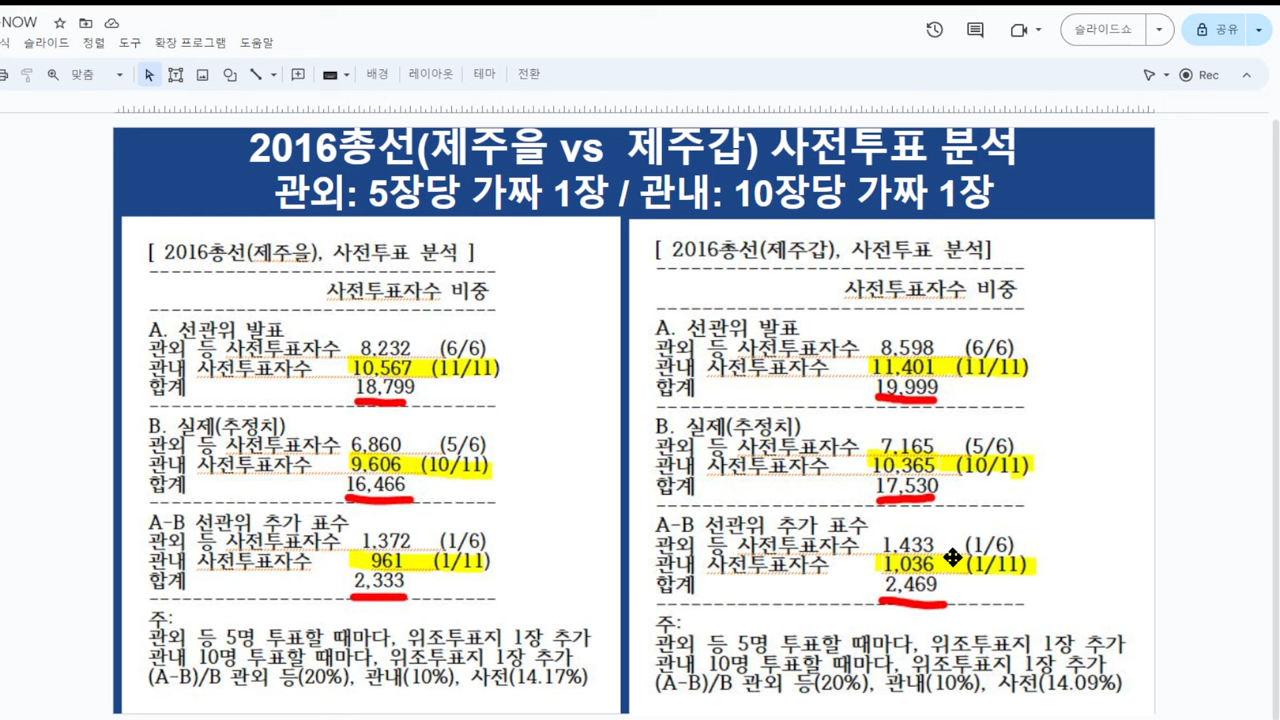 -NOW
식 슬라이드 정렬 도구 확장 프로그램 도움말
슬라이드쇼
공유
맞춤
배경 레이아웃 테마 전환
Rec
2016총선(제주을 vs 제주갑) 사전투표 분석
관외: 5장당 가짜 1장 / 관내: 10장당 가짜 1장
[ 2016총선(제주을), 사전투표 분석 ]
사전투표자수 비중
A. 선관위 발표
관외 등 사전투표자수 8,232 (6/6)
관내 사전투표자수 10,567 (11/11)
합계 18,799
B. 실제(추정치)
관외 등 사전투표자수 6,860 (5/6)
관내 사전투표자수 9,606 (10/11)
합계 16,466
A-B 선관위 추가 표수
관외 등 사전투표자수 1,372 (1/6)
관내 사전투표자수 961 (1/11)
합계 2,333
주:
관외 등 5명 투표할 때마다, 위조투표지 1장 추가
관내 10명 투표할 때마다, 위조투표지 1장 추가
(A-B)/B 관외 등(20%), 관내(10%), 사전(14.17%)
[ 2016총선(제주갑), 사전투표 분석]
사전투표자수 비중
A. 선관위 발표
관외 등 사전투표자수 8,598 (6/6)
관내 사전투표자수 11,401 (11/11)
합계 19,999
B. 실제(추정치)
관외 등 사전투표자수 7,165 (5/6)
관내 사전투표자수 10,365 (10/11)
합계 17,530
A-B 선관위 추가 표수
관외 등 사전투표자수 1,433 (1/6)
관내 사전투표자수 1,036 (1/11)
합계 2,469
주:
관외 등 5명 투표할 때마다, 위조투표지 1장 추가
관내 10명 투표할 때마다, 위조투표지 1장 추가
(A-B)/B 관외 등(20%), 관내(10%), 사전(14.09%)